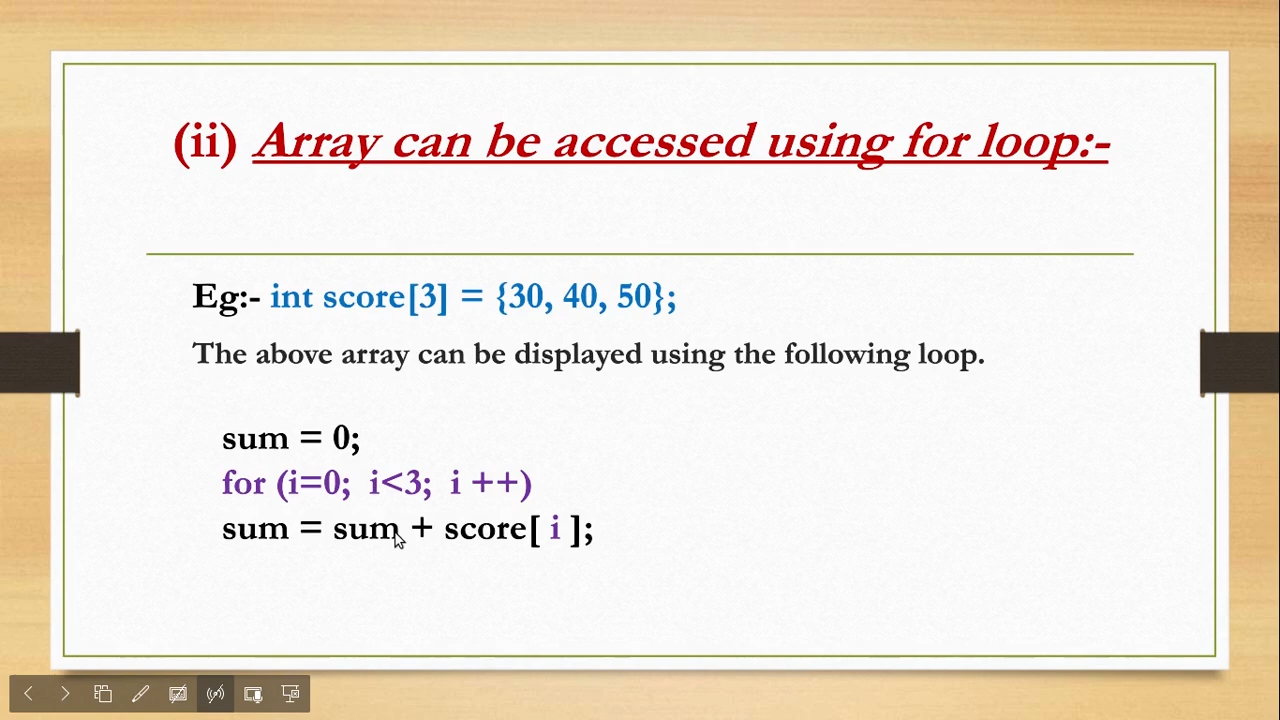 (ii) Array can be accessed using for loop:-
Eg:- int score[3] = {30, 40, 50};
The above array can be displayed using the following loop.
sum = 0;
for (i=0;  i<3;  i ++)
sum = sum + score[ i ];